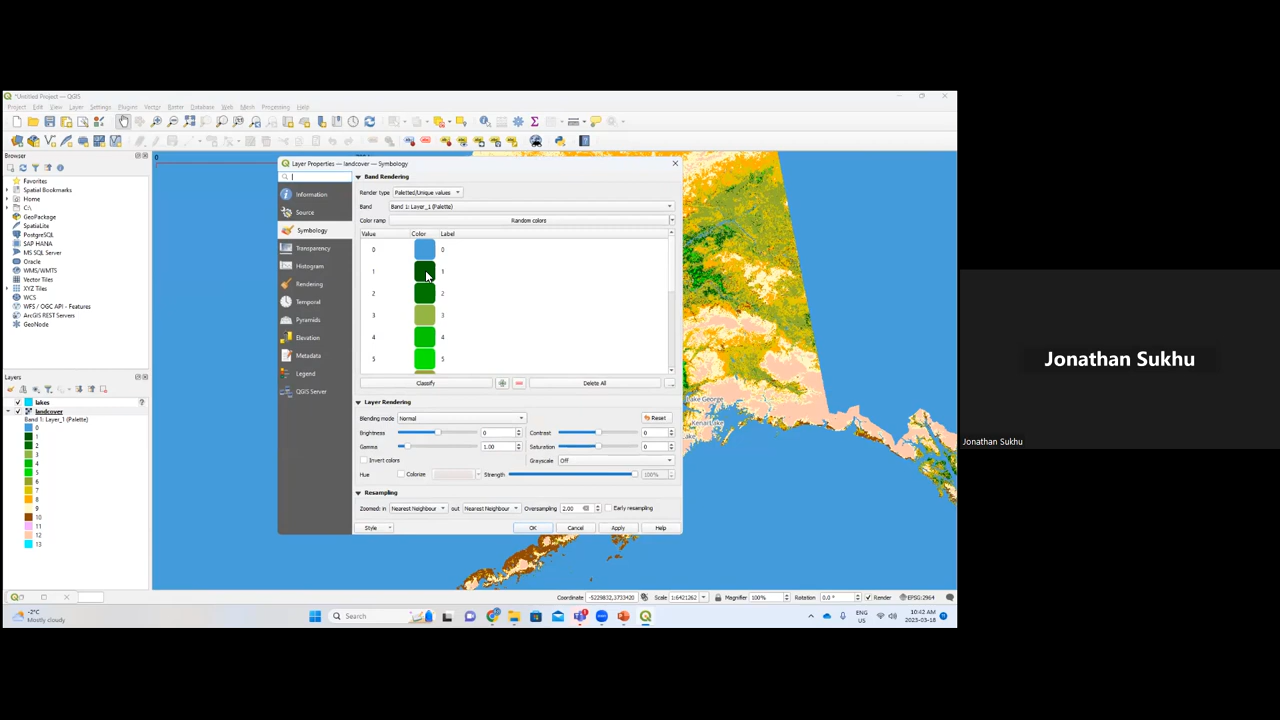 *Untitled Project — QGIS
Project Edit View Layer Settings Plugins Vector Raster Database Web Mesh Processing Help
Browser
Favorites
Spatial Bookmarks
Home
C:\
GeoPackage
SpatiaLite
PostgreSQL
SAP HANA
MS SQL Server
Oracle
WMS/WMTS
Vector Tiles
XYZ Tiles
WCS
WFS / OGC API - Features
ArcGIS REST Servers
GeoNode
Layers
lakes
landcover
Band 1: Layer_1 (Palette)
0
1
2
3
4
5
6
7
8
9
10
11
12
13
0
Layer Properties — landcover — Symbology
Information
Source
Symbology
Transparency
Histogram
Rendering
Temporal
Pyramids
Elevation
Metadata
Legend
QGIS Server
Band Rendering
Render type Paletted/Unique values
Band Band 1: Layer_1 (Palette)
Color ramp Random colors
Value Color Label
0 0
1 1
2 2
3 3
4 4
5 5
Classify Delete All ...
Layer Rendering
Blending mode Normal Reset
Brightness 0 Contrast 0
Gamma 1.00 Saturation 0
Invert colors Grayscale Off
Hue Colorize Strength 100%
Resampling
Zoomed: in Nearest Neighbour out Nearest Neighbour Oversampling 2.00 Early resampling
Style OK Cancel Apply Help
Lake George
Kenai Lake
Coordinate -5229832,3733420 Scale 1:6421262 Magnifier 100% Rotation 0.0 ° Render EPSG:2964
-2°C
Mostly cloudy
Search
ENG
US
10:42 AM
2023-03-18
Jonathan Sukhu
Jonathan Sukhu